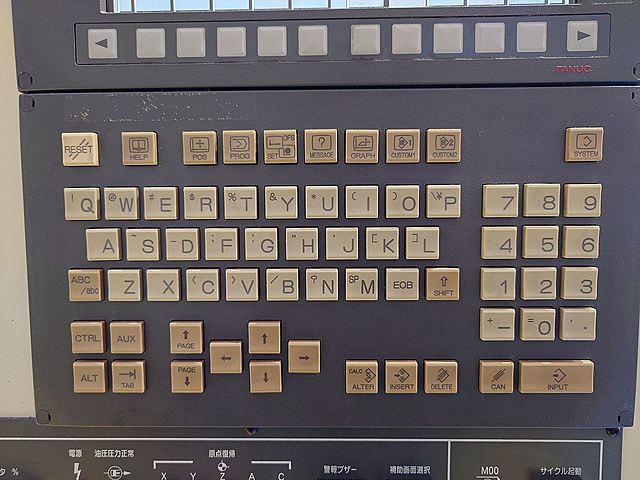 ◄ ►
FANUC
RESET HELP POS PROG OFS SET MESSAGE GRAPH CUSTOM1 CUSTOM2 SYSTEM
! Q @ W # E $ R % T & Y * U ( I ) O \ ¥ P 7 8 9
A ~ S _ D ; F : G " H ' J [ K ] L 4 5 6
ABC/abc Z X < C > V / B ? N SP M EOB ⇧ SHIFT 1 2 3
+ - = 0 .
CTRL AUX ↑ PAGE ← ↑ →
ALT TAB PAGE ↓ ↓ CALC ALTER INSERT DELETE CAN INPUT
タ % 電源 油圧圧力正常 原点復帰 警報ブザー 補助画面選択 M00 サイクル起動
X Y Z A C